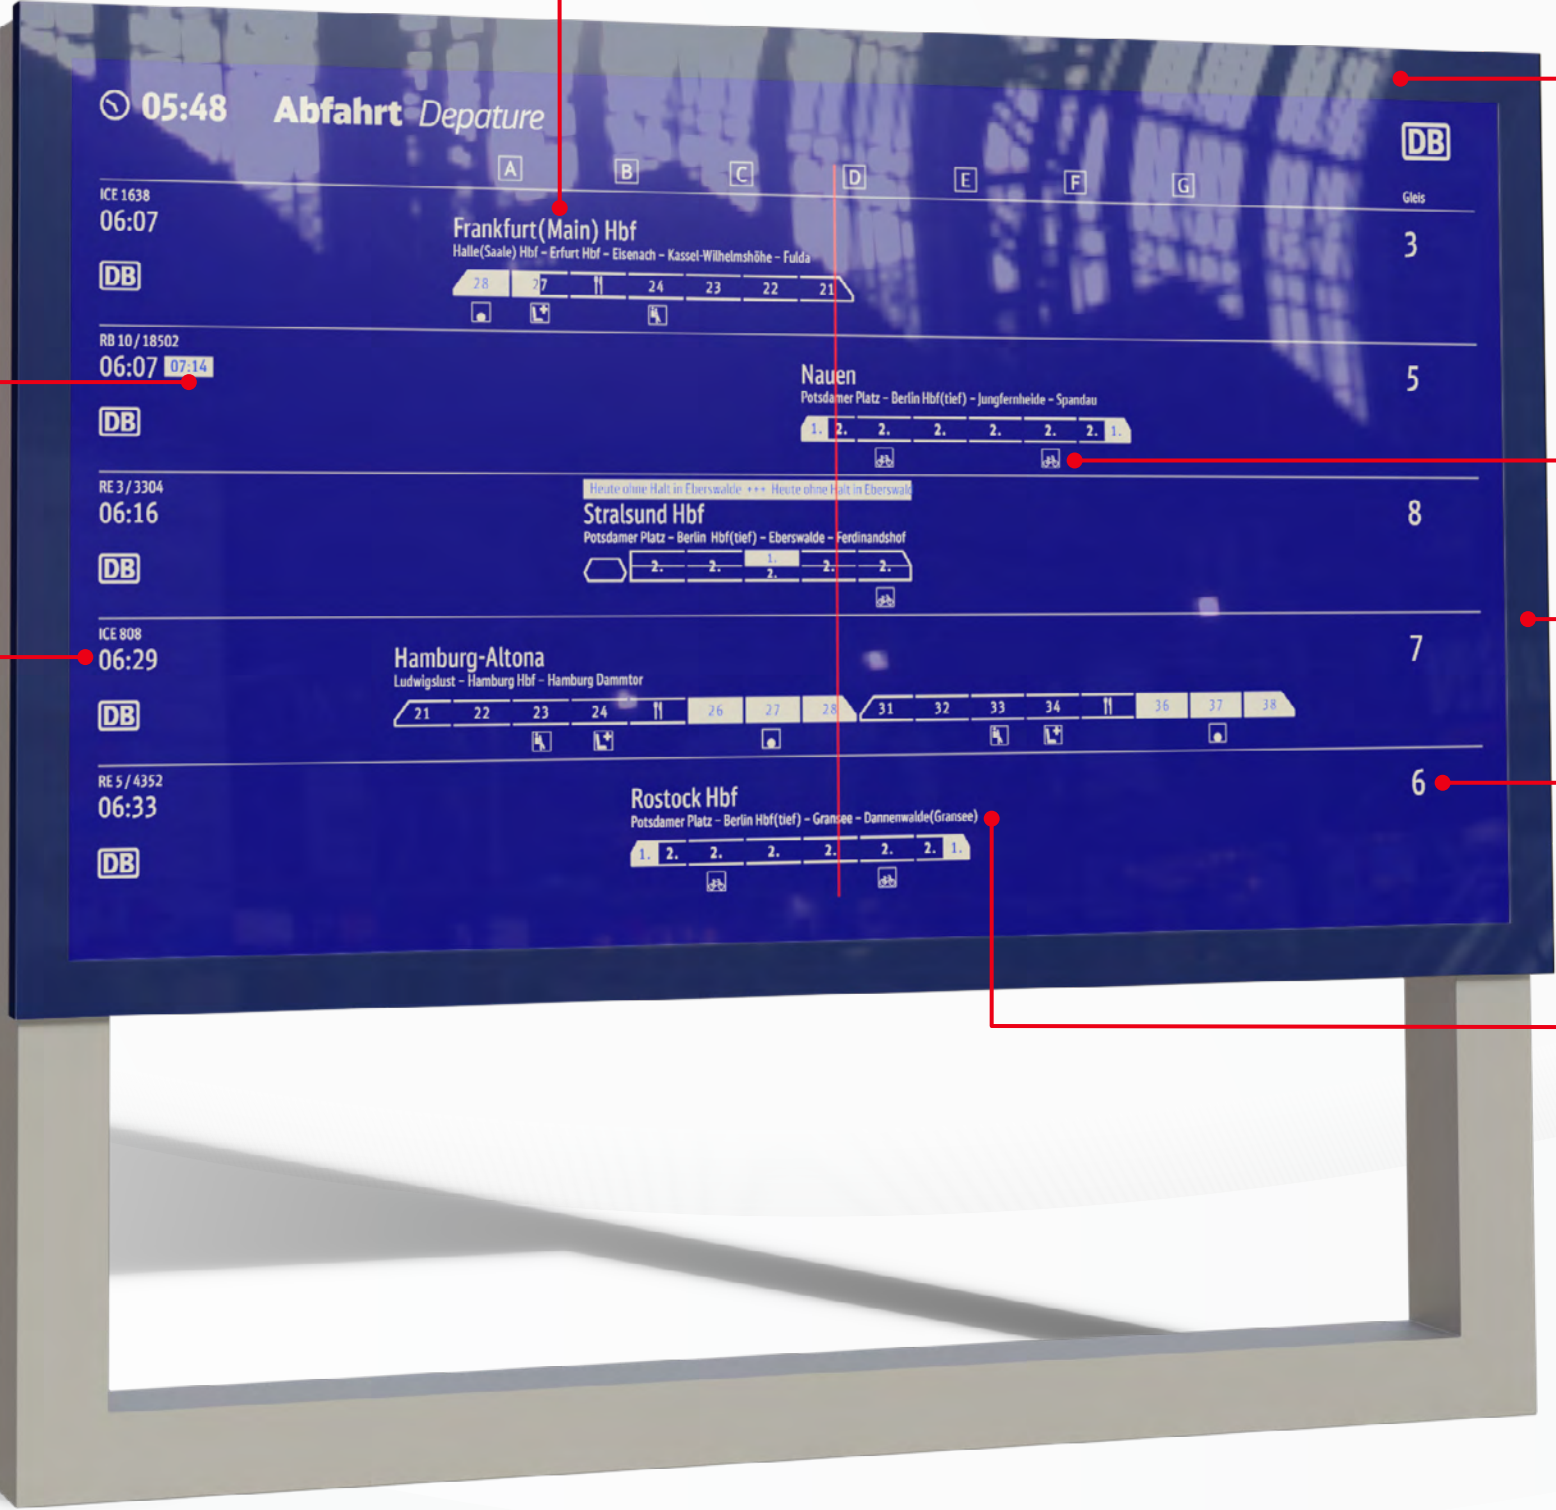 05:48 Abfahrt Depature
DB
A B C D E F G
Gleis
ICE 1638
06:07
Frankfurt(Main) Hbf
Halle(Saale) Hbf – Erfurt Hbf – Eisenach – Kassel-Wilhelmshöhe – Fulda
3
DB
28 27 24 23 22 21
RB 10 / 18502
06:07 07:14
Nauen
Potsdamer Platz – Berlin Hbf(tief) – Jungfernheide – Spandau
5
DB
1. 2. 2. 2. 2. 2. 2. 1.
RE 3 / 3304
Heute ohne Halt in Eberswalde +++ Heute ohne Halt in Eberswald
06:16
Stralsund Hbf
Potsdamer Platz – Berlin Hbf(tief) – Eberswalde – Ferdinandshof
8
DB
2. 2. 1. 2. 2. 2.
ICE 808
06:29
Hamburg-Altona
Ludwigslust – Hamburg Hbf – Hamburg Dammtor
7
DB
21 22 23 24 26 27 28 31 32 33 34 36 37 38
RE 5 / 4352
06:33
Rostock Hbf
Potsdamer Platz – Berlin Hbf(tief) – Gransee – Dannenwalde(Gransee)
6
DB
1. 2. 2. 2. 2. 2. 2. 1.